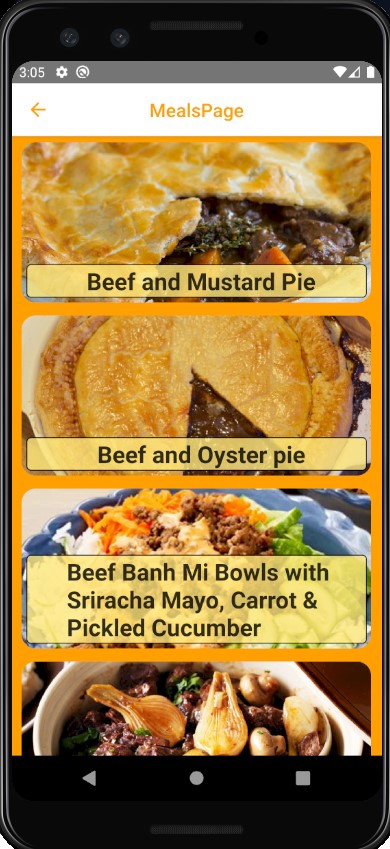 3:05
MealsPage
Beef and Mustard Pie
Beef and Oyster pie
Beef Banh Mi Bowls with
Sriracha Mayo, Carrot &
Pickled Cucumber